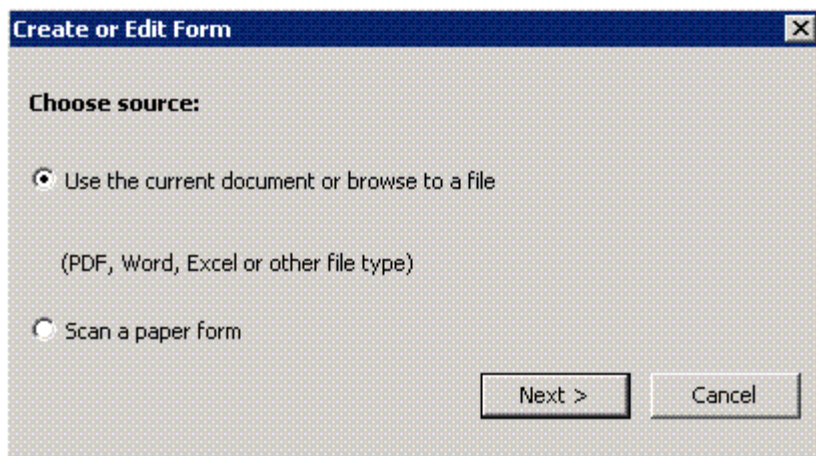 Create or Edit Form
Choose source:
Use the current document or browse to a file
(PDF, Word, Excel or other file type)
Scan a paper form
Next > Cancel